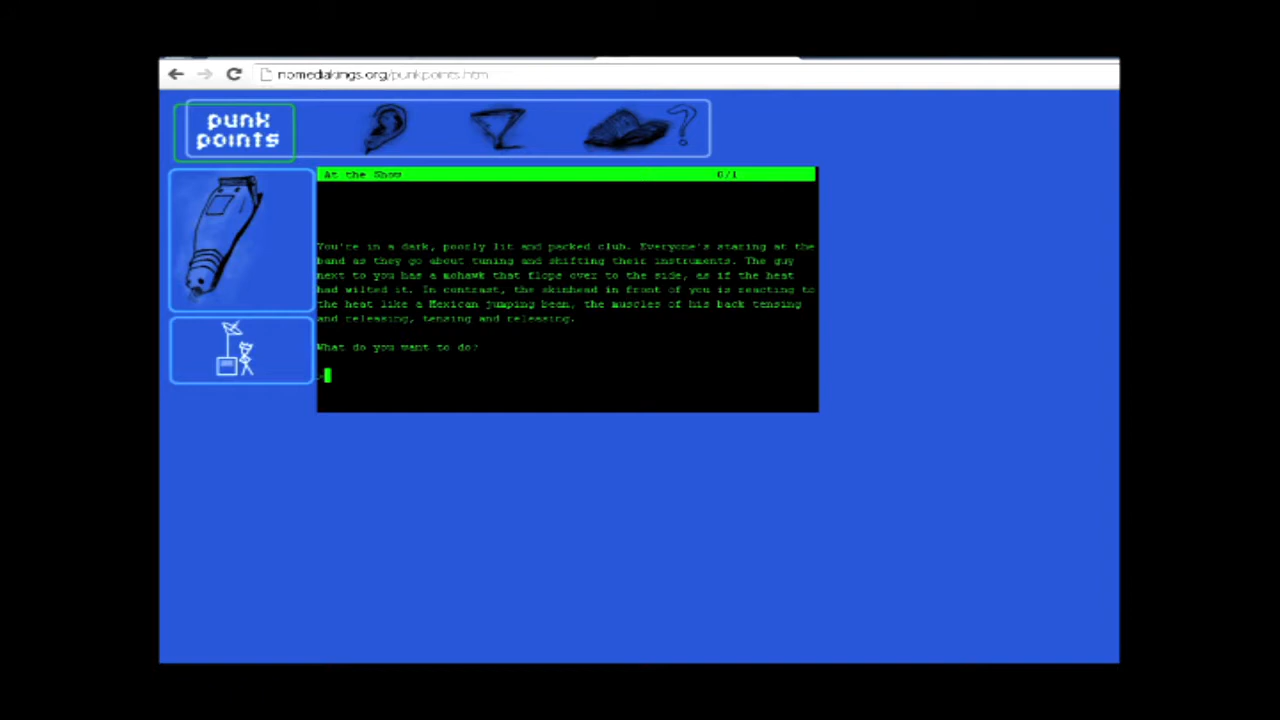 nomediakings.org/punkpoints.htm
punk
points
?
At the Show 0/1
You're in a dark, poorly lit and packed club. Everyone's staring at the
band as they go about tuning and shifting their instruments. The guy
next to you has a mohawk that flops over to the side, as if the heat
had wilted it. In contrast, the skinhead in front of you is reacting to
the heat like a Mexican jumping bean, the muscles of his back tensing
and releasing, tensing and releasing.
What do you want to do?
>